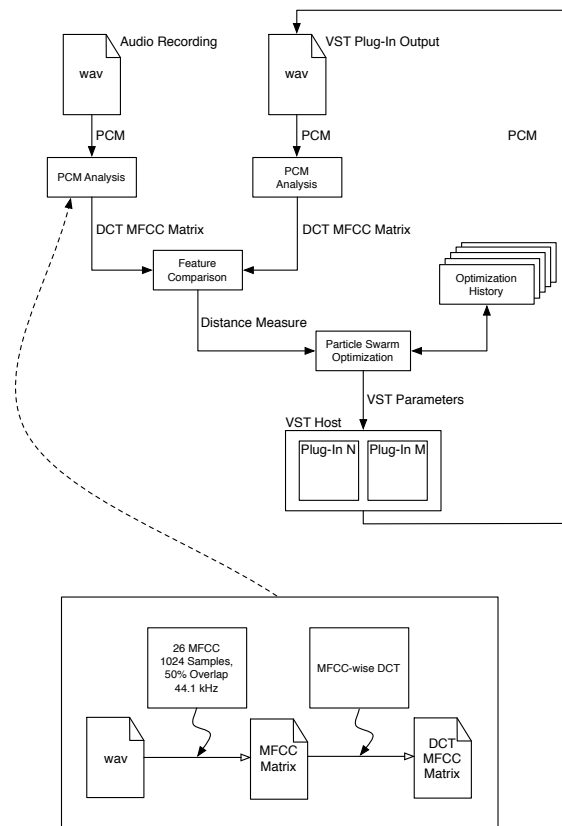 Audio Recording
VST Plug-In Output
wav
wav
PCM
PCM
PCM
PCM Analysis
PCM
Analysis
DCT MFCC Matrix
DCT MFCC Matrix
Feature
Comparison
Optimization
History
Distance Measure
Particle Swarm
Optimization
VST Parameters
VST Host
Plug-In N
Plug-In M
26 MFCC
1024 Samples,
50% Overlap
44.1 kHz
MFCC-wise DCT
wav
MFCC
Matrix
DCT
MFCC
Matrix